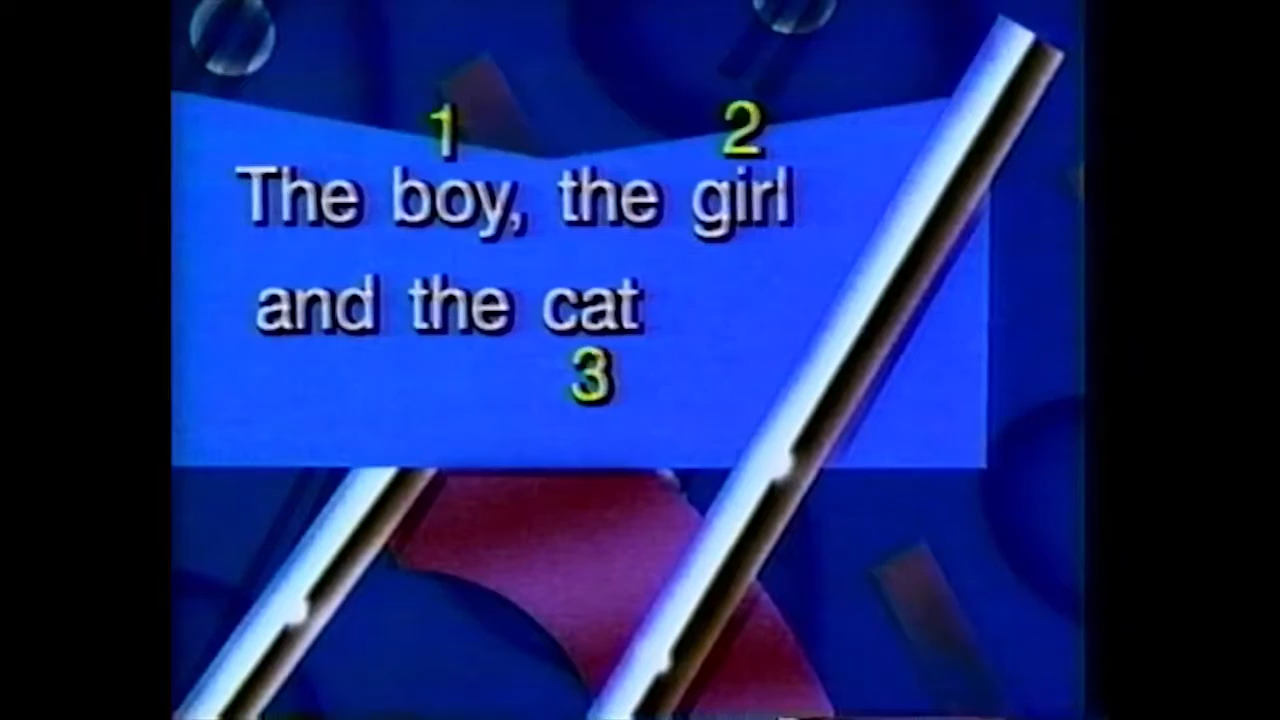 1 2
The boy, the girl
and the cat
3